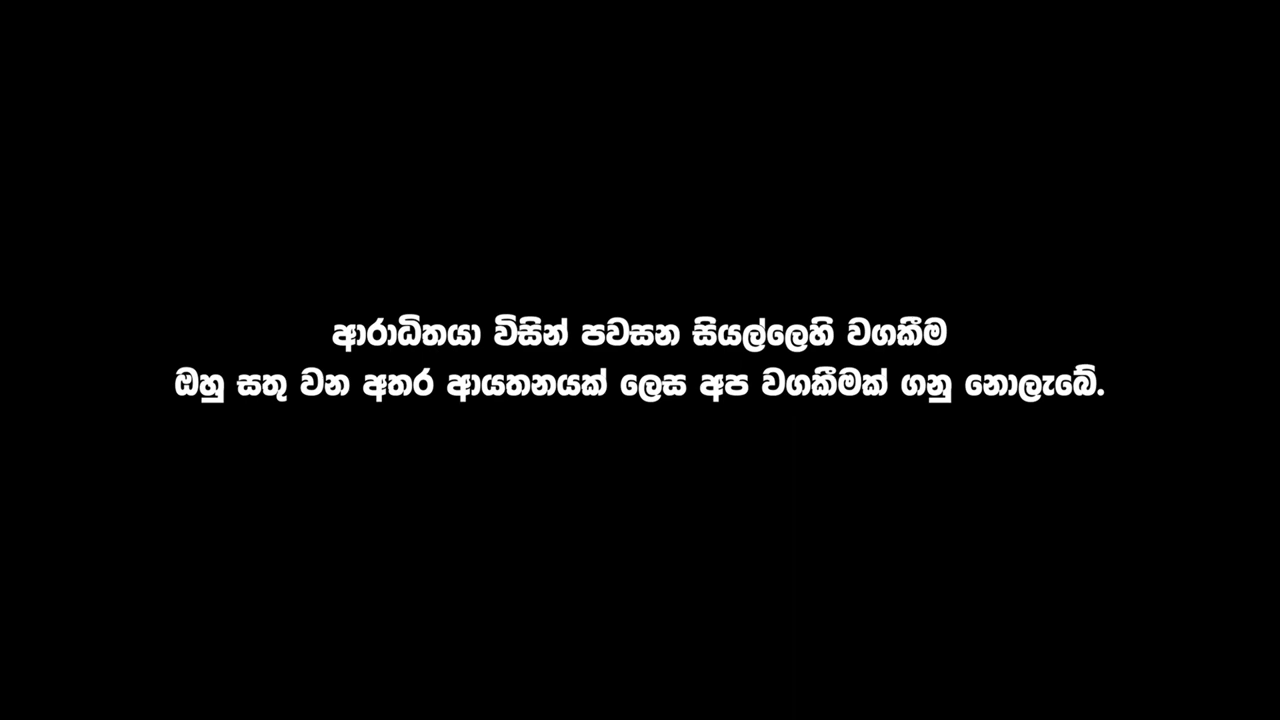 ආරාධිතයා විසින් පවසන සියල්ලෙහි වගකීම
ඔහු සතු වන අතර ආයතනයක් ලෙස අප වගකීමක් ගනු නොලැබේ.